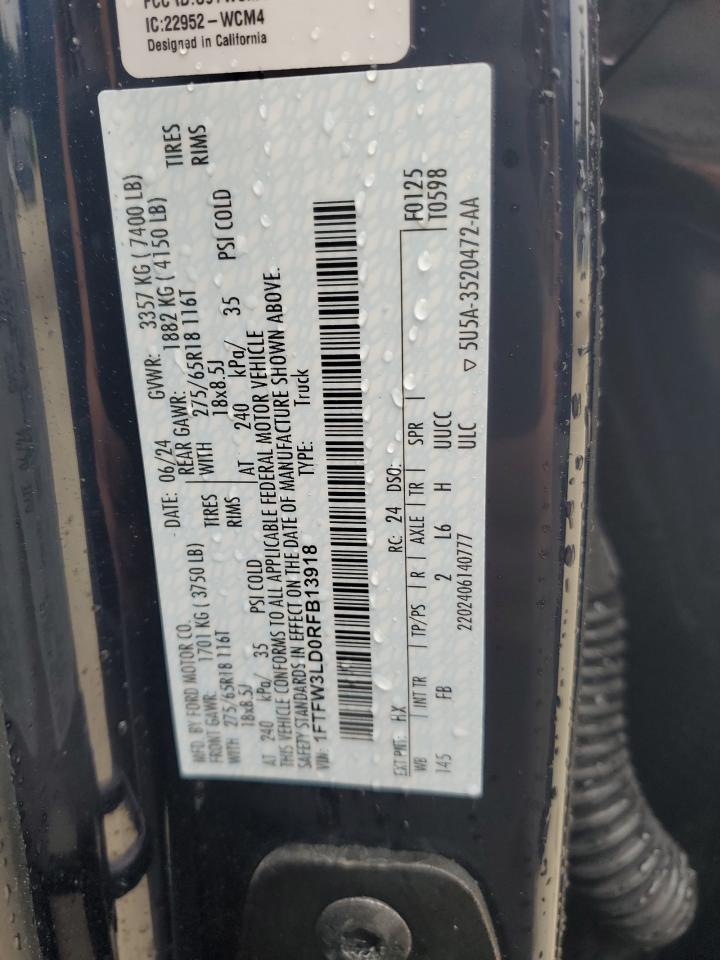 IC:22952-WCM4
Designed in California
MFD. BY FORD MOTOR CO.
DATE: 06/24 GVWR: 3357 KG ( 7400 LB)
FRONT GAWR: 1701 KG ( 3750 LB)
REAR GAWR: 1882 KG ( 4150 LB)
WITH 275/65R18 116T TIRES
WITH 275/65R18 116T TIRES
18x8.5J RIMS
18x8.5J RIMS
AT 240 kPa/ 35 PSI COLD
AT 240 kPa/ 35 PSI COLD
THIS VEHICLE CONFORMS TO ALL APPLICABLE FEDERAL MOTOR VEHICLE
SAFETY STANDARDS IN EFFECT ON THE DATE OF MANUFACTURE SHOWN ABOVE.
VIN: 1FTFW3LD0RFB13918
TYPE: Truck
EXT PNT: HX RC: 24 DSO: F0125
WB INT TR TP/PS R AXLE TR SPR T0598
145 FB 2 L6 H UUCC
2202406140777 ULC
▽ 5U5A-3520472-AA